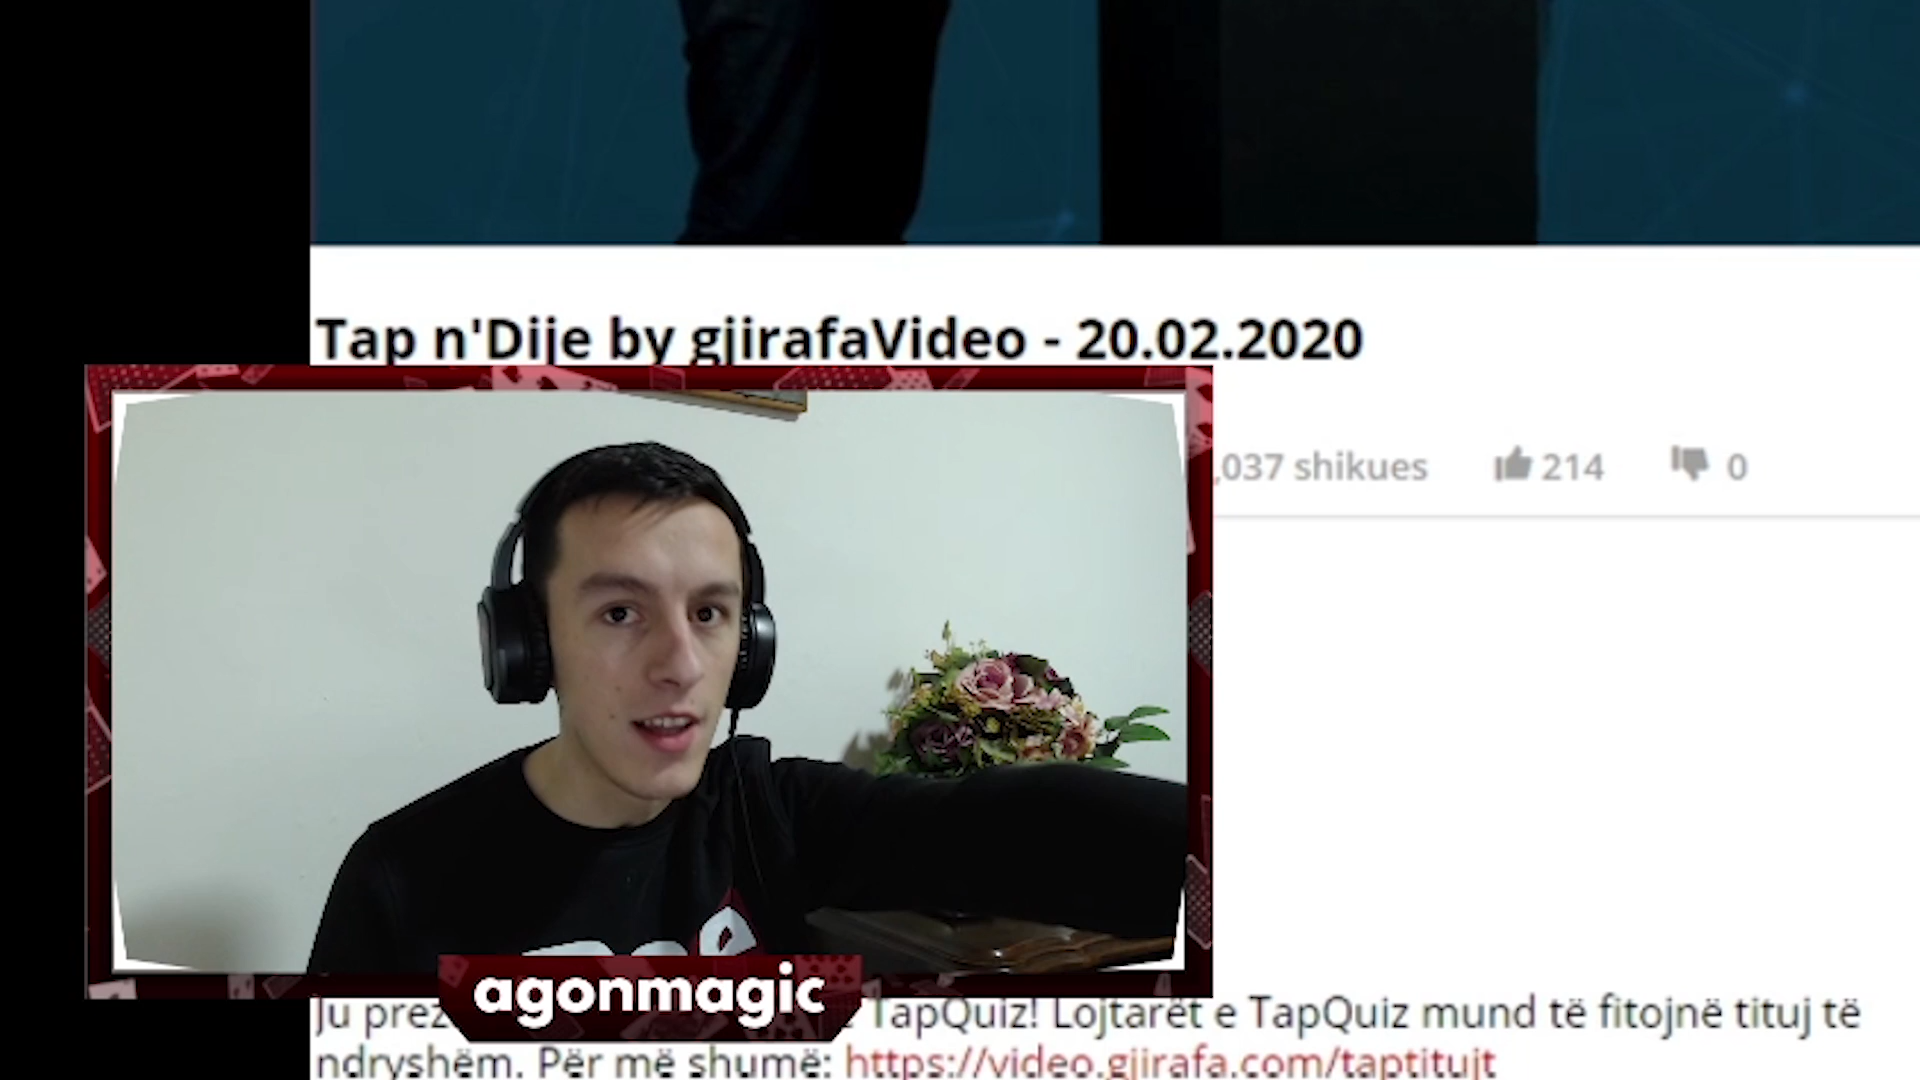 Tap n'Dije by gjirafaVideo - 20.02.2020
,037 shikues 214 0
agonmagic
Ju prez TapQuiz! Lojtarët e TapQuiz mund të fitojnë tituj të
ndryshëm. Për më shumë: https://video.gjirafa.com/taptitujt